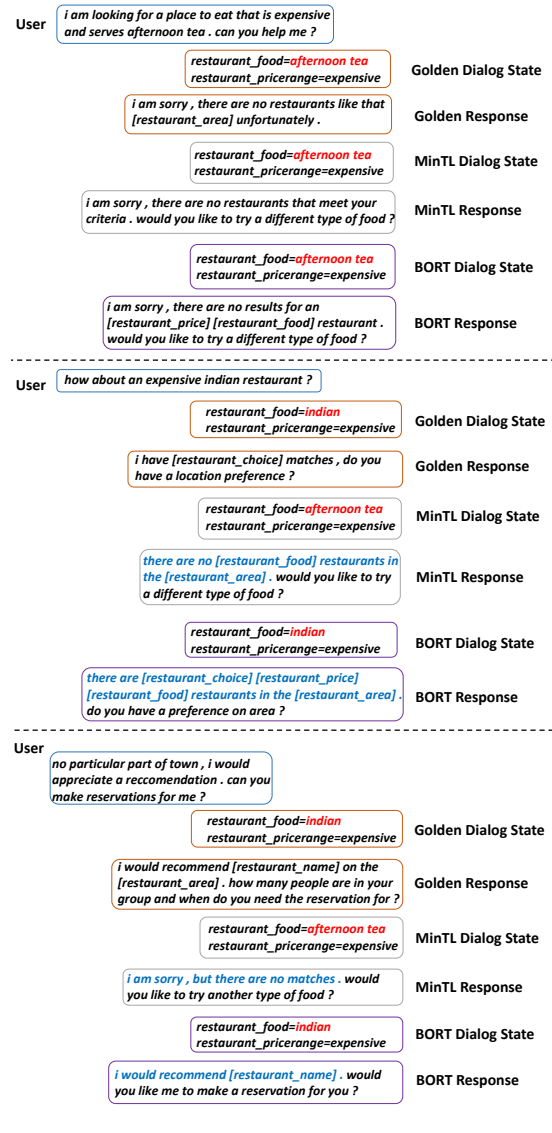 User
i am looking for a place to eat that is expensive
and serves afternoon tea . can you help me ?
restaurant_food=afternoon tea
restaurant_pricerange=expensive
Golden Dialog State
i am sorry , there are no restaurants like that
[restaurant_area] unfortunately .
Golden Response
restaurant_food=afternoon tea
restaurant_pricerange=expensive
MinTL Dialog State
i am sorry , there are no restaurants that meet your
criteria . would you like to try a different type of food ?
MinTL Response
restaurant_food=afternoon tea
restaurant_pricerange=expensive
BORT Dialog State
i am sorry , there are no results for an
[restaurant_price] [restaurant_food] restaurant .
would you like to try a different type of food ?
BORT Response
User
how about an expensive indian restaurant ?
restaurant_food=indian
restaurant_pricerange=expensive
Golden Dialog State
i have [restaurant_choice] matches , do you
have a location preference ?
Golden Response
restaurant_food=afternoon tea
restaurant_pricerange=expensive
MinTL Dialog State
there are no [restaurant_food] restaurants in
the [restaurant_area] . would you like to try
a different type of food ?
MinTL Response
restaurant_food=indian
restaurant_pricerange=expensive
BORT Dialog State
there are [restaurant_choice] [restaurant_price]
[restaurant_food] restaurants in the [restaurant_area] .
do you have a preference on area ?
BORT Response
User
no particular part of town , i would
appreciate a reccomendation . can you
make reservations for me ?
restaurant_food=indian
restaurant_pricerange=expensive
Golden Dialog State
i would recommend [restaurant_name] on the
[restaurant_area] . how many people are in your
group and when do you need the reservation for ?
Golden Response
restaurant_food=afternoon tea
restaurant_pricerange=expensive
MinTL Dialog State
i am sorry , but there are no matches . would
you like to try another type of food ?
MinTL Response
restaurant_food=indian
restaurant_pricerange=expensive
BORT Dialog State
i would recommend [restaurant_name] . would
you like me to make a reservation for you ?
BORT Response